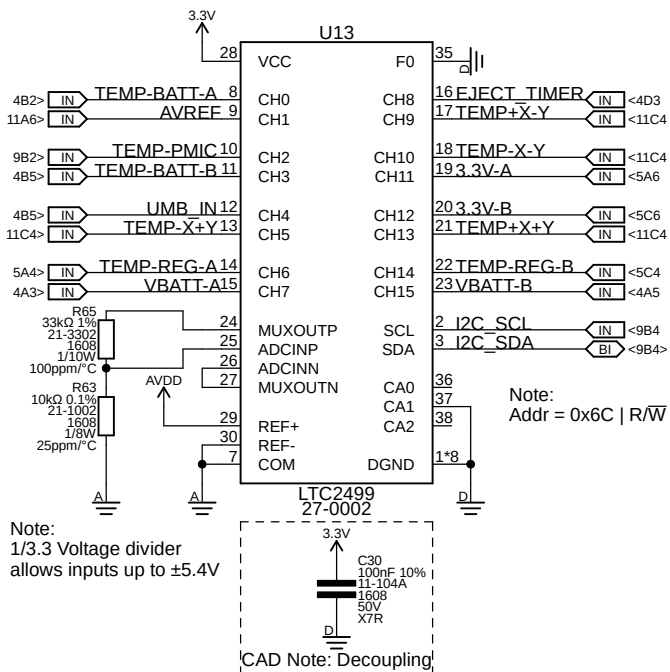 3.3V
U13
28 VCC F0 35 D
4B2> IN TEMP-BATT-A 8 CH0 CH8 16 EJECT_TIMER IN <4D3
11A6> IN AVREF 9 CH1 CH9 17 TEMP+X-Y IN <11C4
9B2> IN TEMP-PMIC 10 CH2 CH10 18 TEMP-X-Y IN <11C4
4B5> IN TEMP-BATT-B 11 CH3 CH11 19 3.3V-A IN <5A6
4B5> IN UMB_IN 12 CH4 CH12 20 3.3V-B IN <5C6
11C4> IN TEMP-X+Y 13 CH5 CH13 21 TEMP+X+Y IN <11C4
5A4> IN TEMP-REG-A 14 CH6 CH14 22 TEMP-REG-B IN <5C4
4A3> IN VBATT-A 15 CH7 CH15 23 VBATT-B IN <4A5
R65
33kΩ 1%
21-3302
1608
1/10W
100ppm/°C
24 MUXOUTP SCL 2 I2C_SCL IN <9B4
25 ADCINP SDA 3 I2C_SDA BI <9B4>
26 ADCINN
27 MUXOUTN CA0 36
CA1 37
R63
10kΩ 0.1%
21-1002
1608
1/8W
25ppm/°C
AVDD
29 REF+ CA2 38
30 REF-
7 COM DGND 1*8
Note:
Addr = 0x6C | R/W̅
A
A
D
LTC2499
27-0002
Note:
1/3.3 Voltage divider
allows inputs up to ±5.4V
3.3V
C30
100nF 10%
11-104A
1608
50V
X7R
D
CAD Note: Decoupling